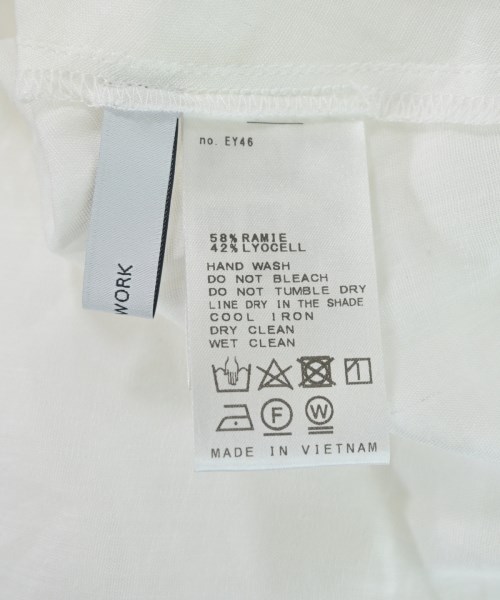 no. EY46
58% RAMIE
42% LYOCELL
HAND WASH
DO NOT BLEACH
DO NOT TUMBLE DRY
LINE DRY IN THE SHADE
COOL IRON
DRY CLEAN
WET CLEAN
F
W
MADE IN VIETNAM
WORK